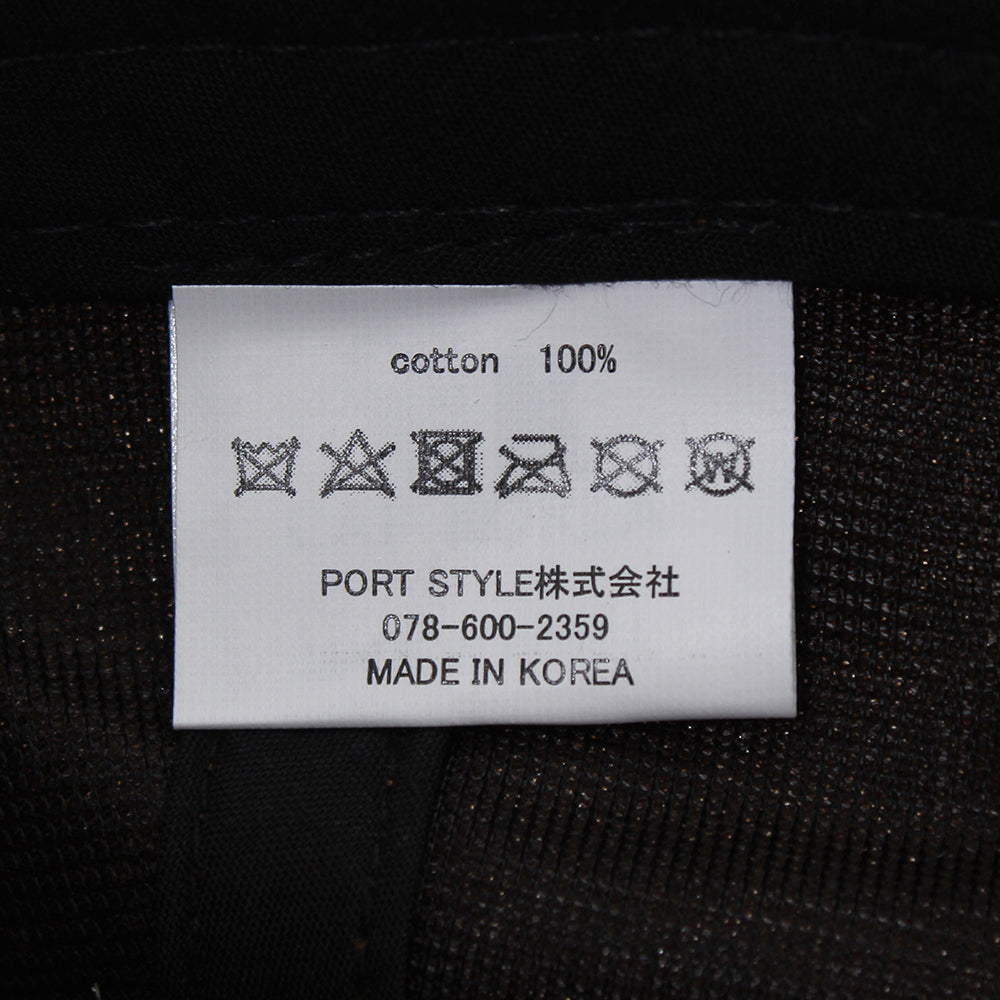 cotton 100%
W
PORT STYLE株式会社
078-600-2359
MADE IN KOREA